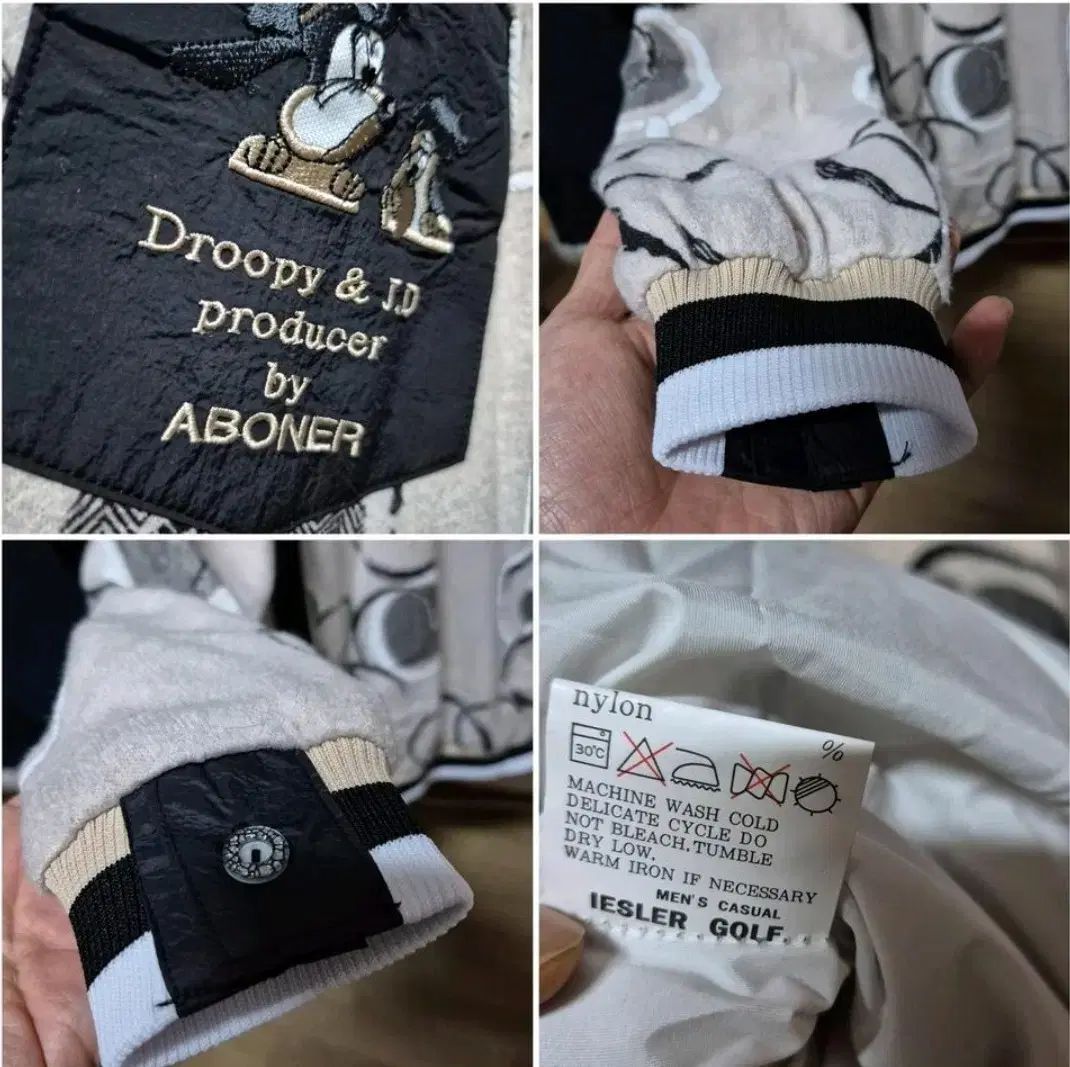 Droopy & JD
producer
by
ABONER
nylon
%
30℃
MACHINE WASH COLD
DELICATE CYCLE DO
NOT BLEACH.TUMBLE
DRY LOW.
WARM IRON IF NECESSARY
MEN'S CASUAL
IESLER GOLF